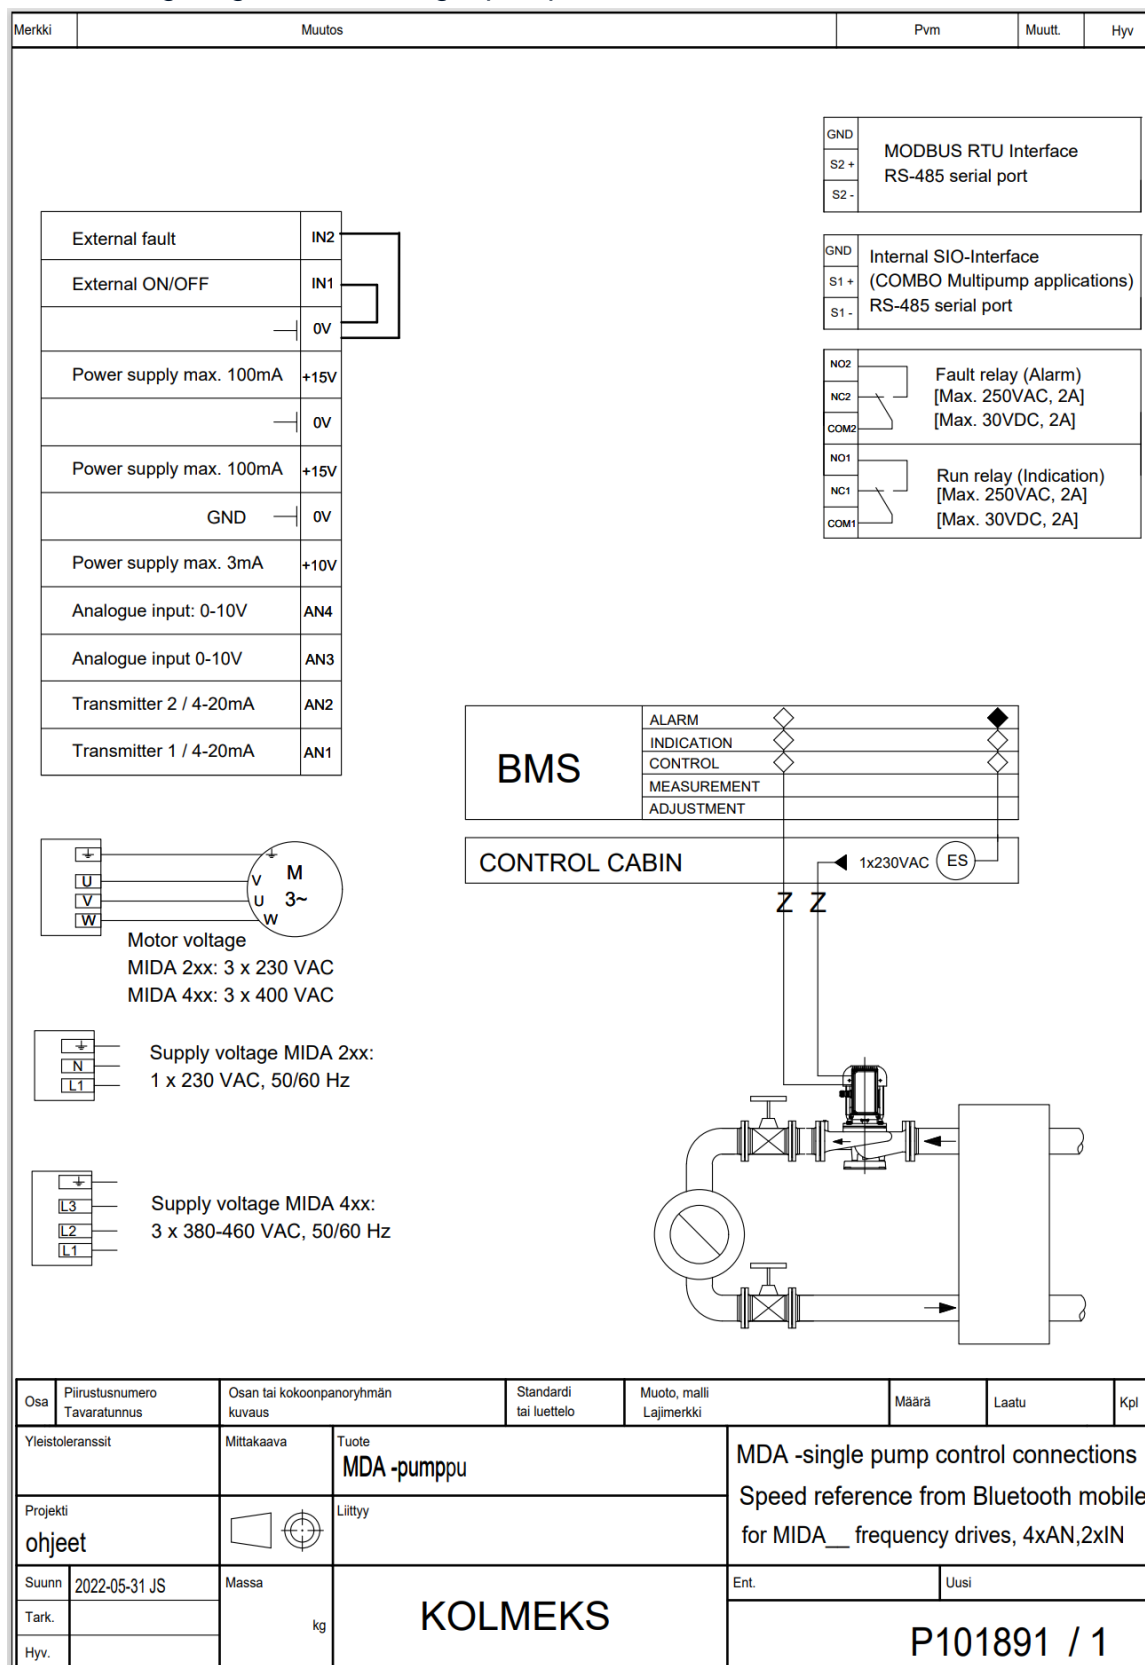 Merkki Muutos Pvm Muutt. Hyv
GND
S2 +
S2 -
MODBUS RTU Interface
RS-485 serial port
GND
S1 +
S1 -
Internal SIO-Interface
(COMBO Multipump applications)
RS-485 serial port
NO2
NC2
COM2
Fault relay (Alarm)
[Max. 250VAC, 2A]
[Max. 30VDC, 2A]
NO1
NC1
COM1
Run relay (Indication)
[Max. 250VAC, 2A]
[Max. 30VDC, 2A]
External fault IN2
External ON/OFF IN1
0V
Power supply max. 100mA +15V
0V
Power supply max. 100mA +15V
GND 0V
Power supply max. 3mA +10V
Analogue input: 0-10V AN4
Analogue input 0-10V AN3
Transmitter 2 / 4-20mA AN2
Transmitter 1 / 4-20mA AN1
BMS
ALARM
INDICATION
CONTROL
MEASUREMENT
ADJUSTMENT
CONTROL CABIN
1x230VAC ES
Z Z
U
V
W
V
U
W
M
3~
Motor voltage
MIDA 2xx: 3 x 230 VAC
MIDA 4xx: 3 x 400 VAC
N
L1
Supply voltage MIDA 2xx:
1 x 230 VAC, 50/60 Hz
L3
L2
L1
Supply voltage MIDA 4xx:
3 x 380-460 VAC, 50/60 Hz
Osa
Piirustusnumero
Tavaratunnus
Osan tai kokoonpanoryhmän
kuvaus
Standardi
tai luettelo
Muoto, malli
Lajimerkki
Määrä
Laatu
Kpl
Yleistoleranssit
Mittakaava
Tuote
MDA -pumppu
MDA -single pump control connections
Speed reference from Bluetooth mobile
for MIDA__ frequency drives, 4xAN,2xIN
Projekti
ohjeet
Liittyy
Suunn 2022-05-31 JS
Tark.
Hyv.
Massa
kg
KOLMEKS
Ent.
Uusi
P101891 / 1